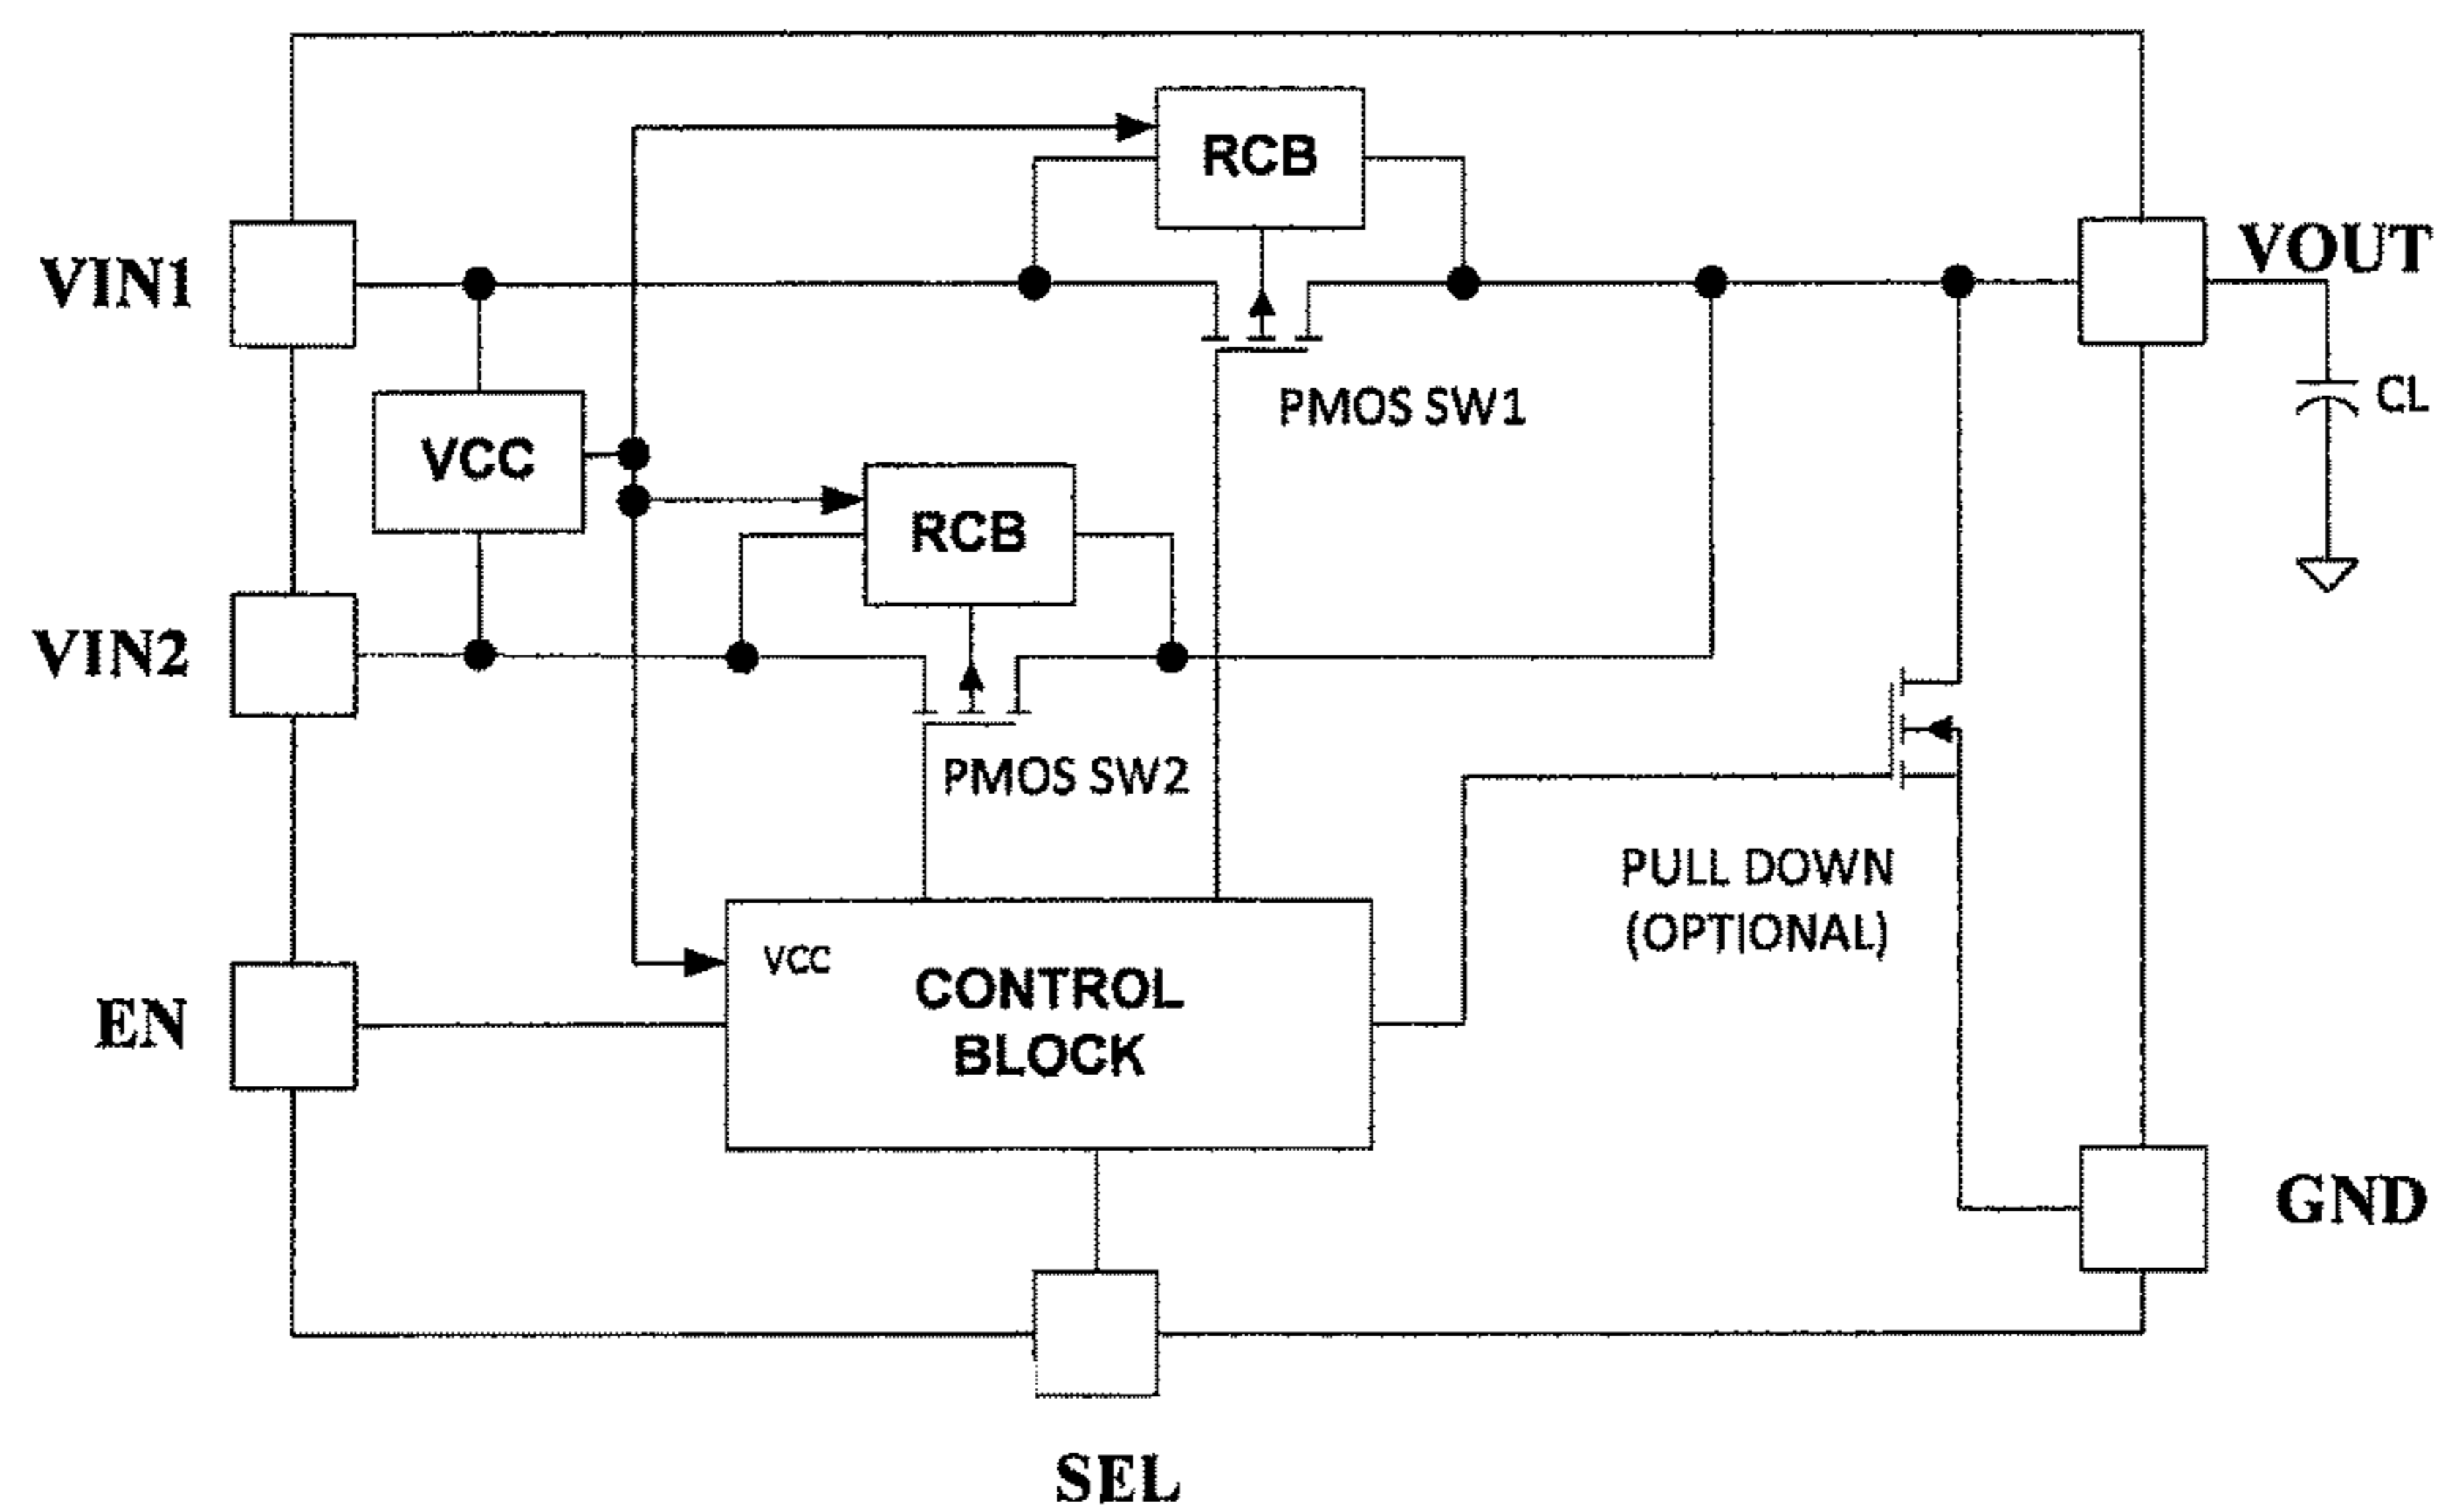 RCB
VIN1
VOUT
PMOS SW1
CL
VCC
RCB
VIN2
PMOS SW2
PULL DOWN
(OPTIONAL)
VCC
CONTROL
BLOCK
EN
GND
SEL